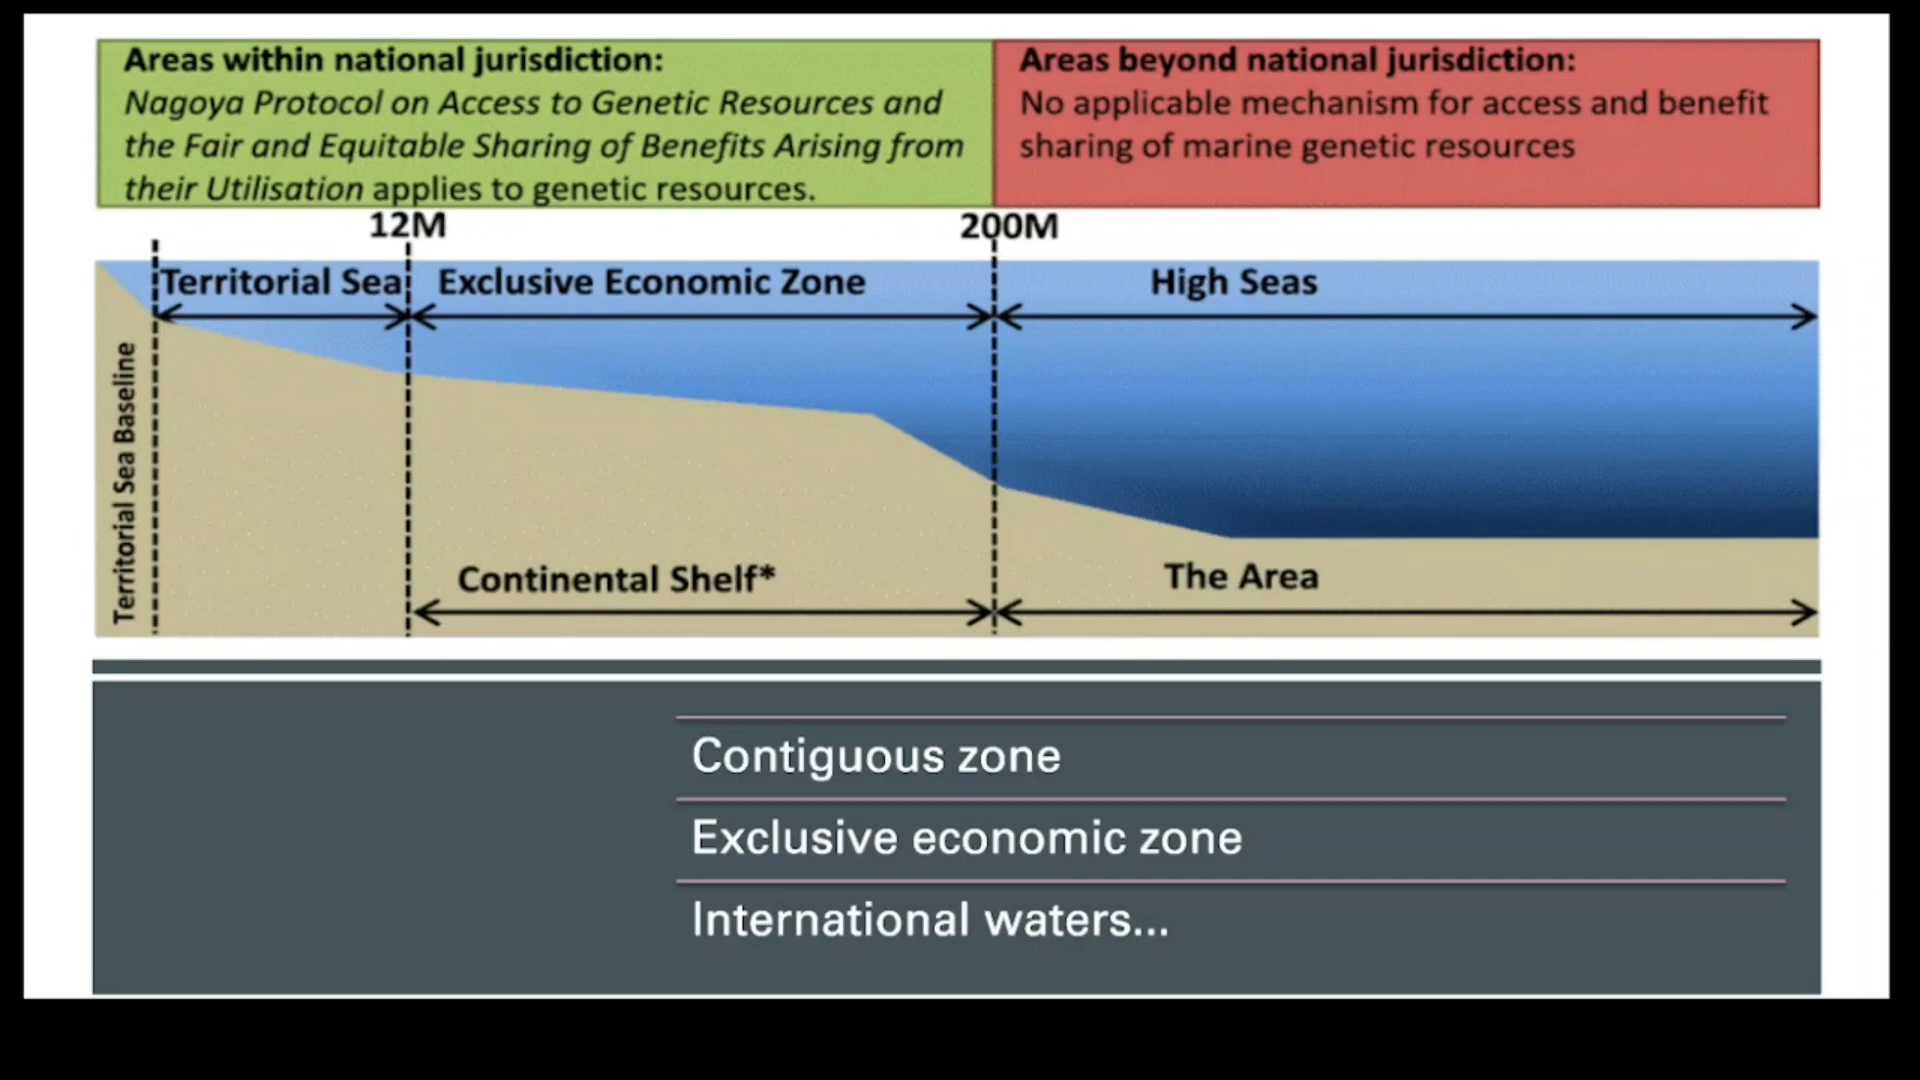 Areas within national jurisdiction:
Nagoya Protocol on Access to Genetic Resources and
the Fair and Equitable Sharing of Benefits Arising from
their Utilisation applies to genetic resources.
Areas beyond national jurisdiction:
No applicable mechanism for access and benefit
sharing of marine genetic resources
12M
200M
Territorial Sea
Exclusive Economic Zone
High Seas
Territorial Sea Baseline
Continental Shelf*
The Area
Contiguous zone
Exclusive economic zone
International waters...